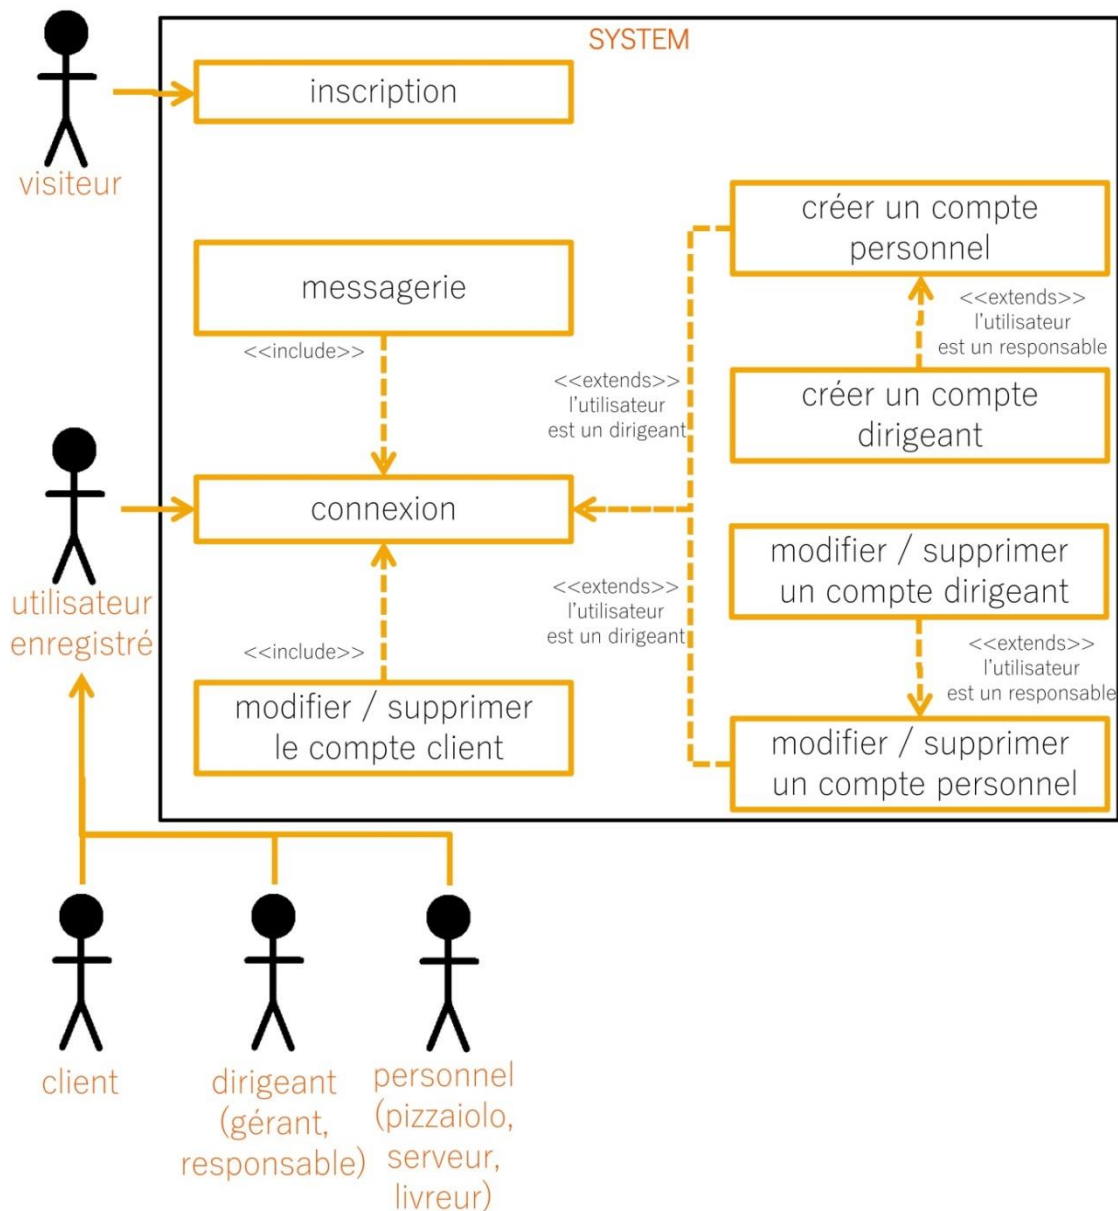 SYSTEM
inscription
visiteur
créer un compte
personnel
messagerie
<<include>>
<<extends>>
l'utilisateur
est un responsable
<<extends>>
l'utilisateur
est un dirigeant
créer un compte
dirigeant
connexion
utilisateur
enregistré
modifier / supprimer
un compte dirigeant
<<extends>>
l'utilisateur
est un dirigeant
<<include>>
<<extends>>
l'utilisateur
est un responsable
modifier / supprimer
le compte client
modifier / supprimer
un compte personnel
client
dirigeant
(gérant,
responsable)
personnel
(pizzaiolo,
serveur,
livreur)